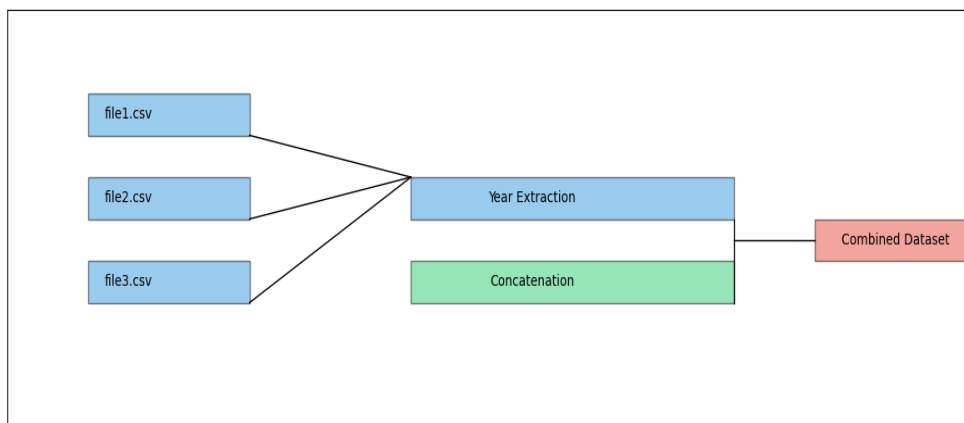 file1.csv
file2.csv
file3.csv
Year Extraction
Concatenation
Combined Dataset